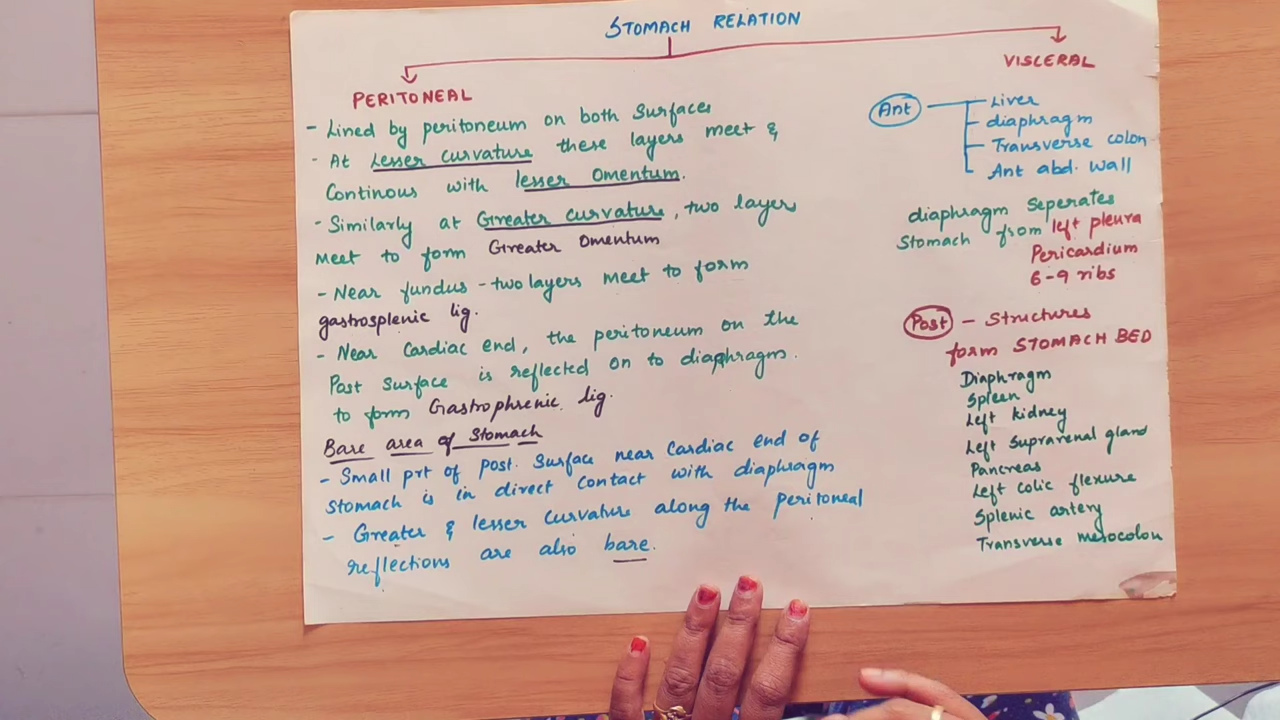 STOMACH RELATION
PERITONEAL
- Lined by peritoneum on both surfaces
- At Lesser curvature these layers meet &
Continous with lesser Omentum.
- Similarly at Greater curvature, two layers
meet to form Greater Omentum
- Near fundus - two layers meet to form
gastrosplenic lig.
- Near Cardiac end, the peritoneum on the
Post Surface is reflected on to diaphragm.
to form Gastrophrenic. lig.
Bare area of Stomach
- Small prt of post. Surface near Cardiac end of
Stomach is in direct contact with diaphragm
- Greater & lesser curvature along the peritoneal
reflections are also bare.
VISCERAL
Ant - Liver
- diaphragm
- Transverse colon
- Ant abd. wall
diaphragm seperates
Stomach from left pleura
Pericardium
6-9 ribs
Post - Structures
form STOMACH BED
Diaphragm
Spleen
Left kidney
Left Suprarenal gland
Pancreas
Left colic flexure
Splenic artery
Transverse mesocolon